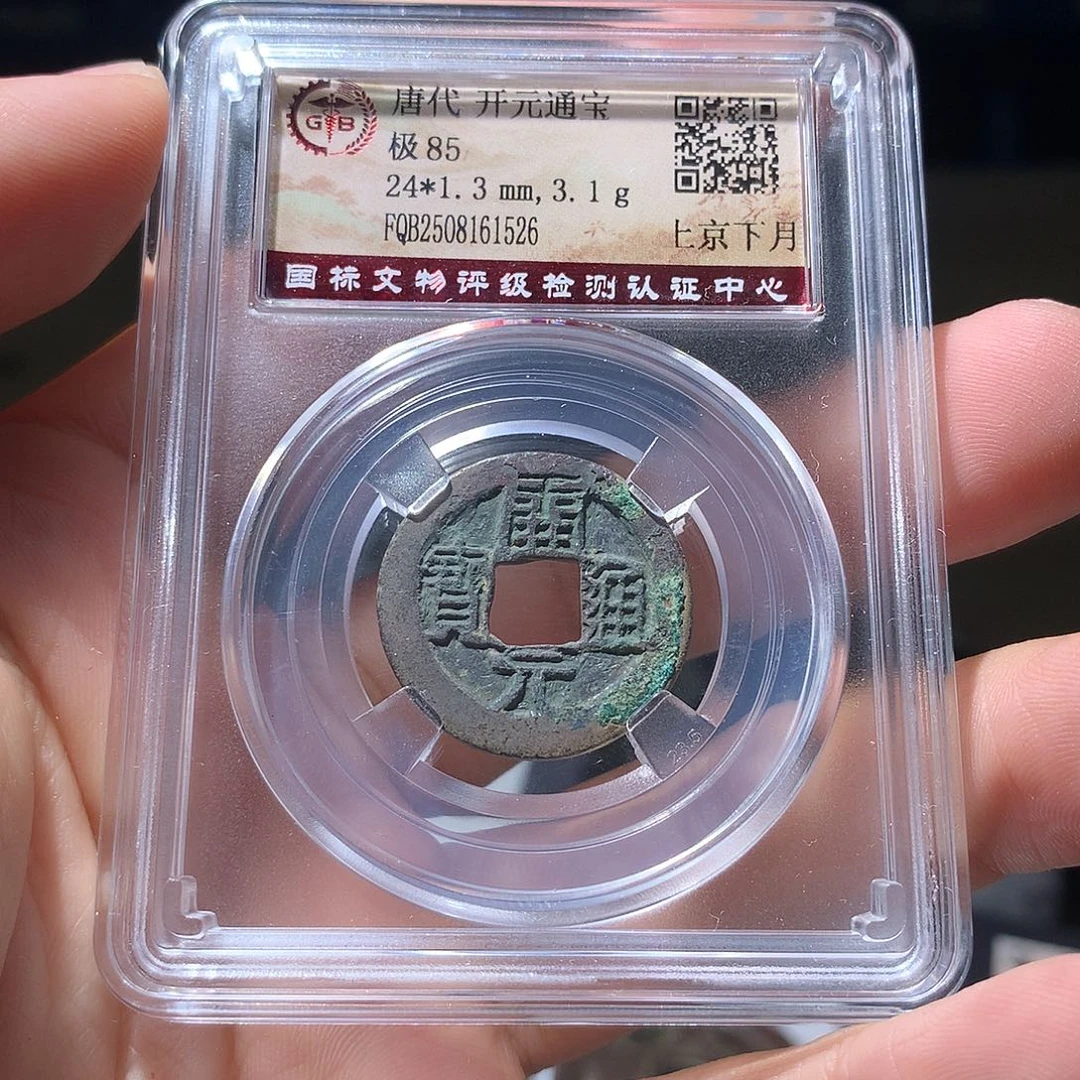 GB
唐代 开元通宝
极 85
24*1.3 mm, 3.1 g
FQB2508161526
上京下月
国标文物评级检测认证中心
開
寶 通
元